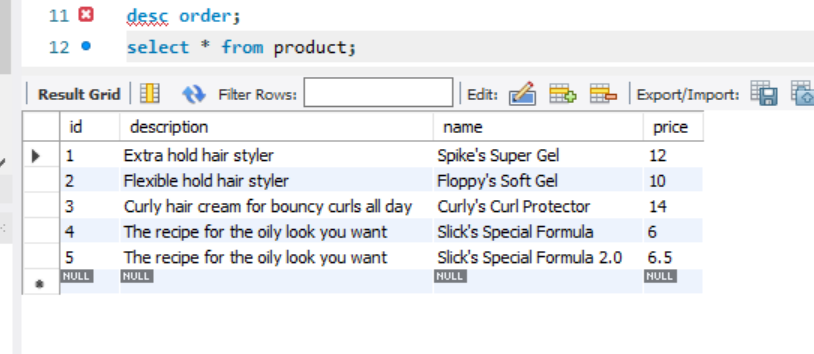 11 desc order;
12 select * from product;
Result Grid Filter Rows: Edit: Export/Import:
id description name price
1 Extra hold hair styler Spike's Super Gel 12
2 Flexible hold hair styler Floppy's Soft Gel 10
3 Curly hair cream for bouncy curls all day Curly's Curl Protector 14
4 The recipe for the oily look you want Slick's Special Formula 6
5 The recipe for the oily look you want Slick's Special Formula 2.0 6.5
NULL NULL NULL NULL